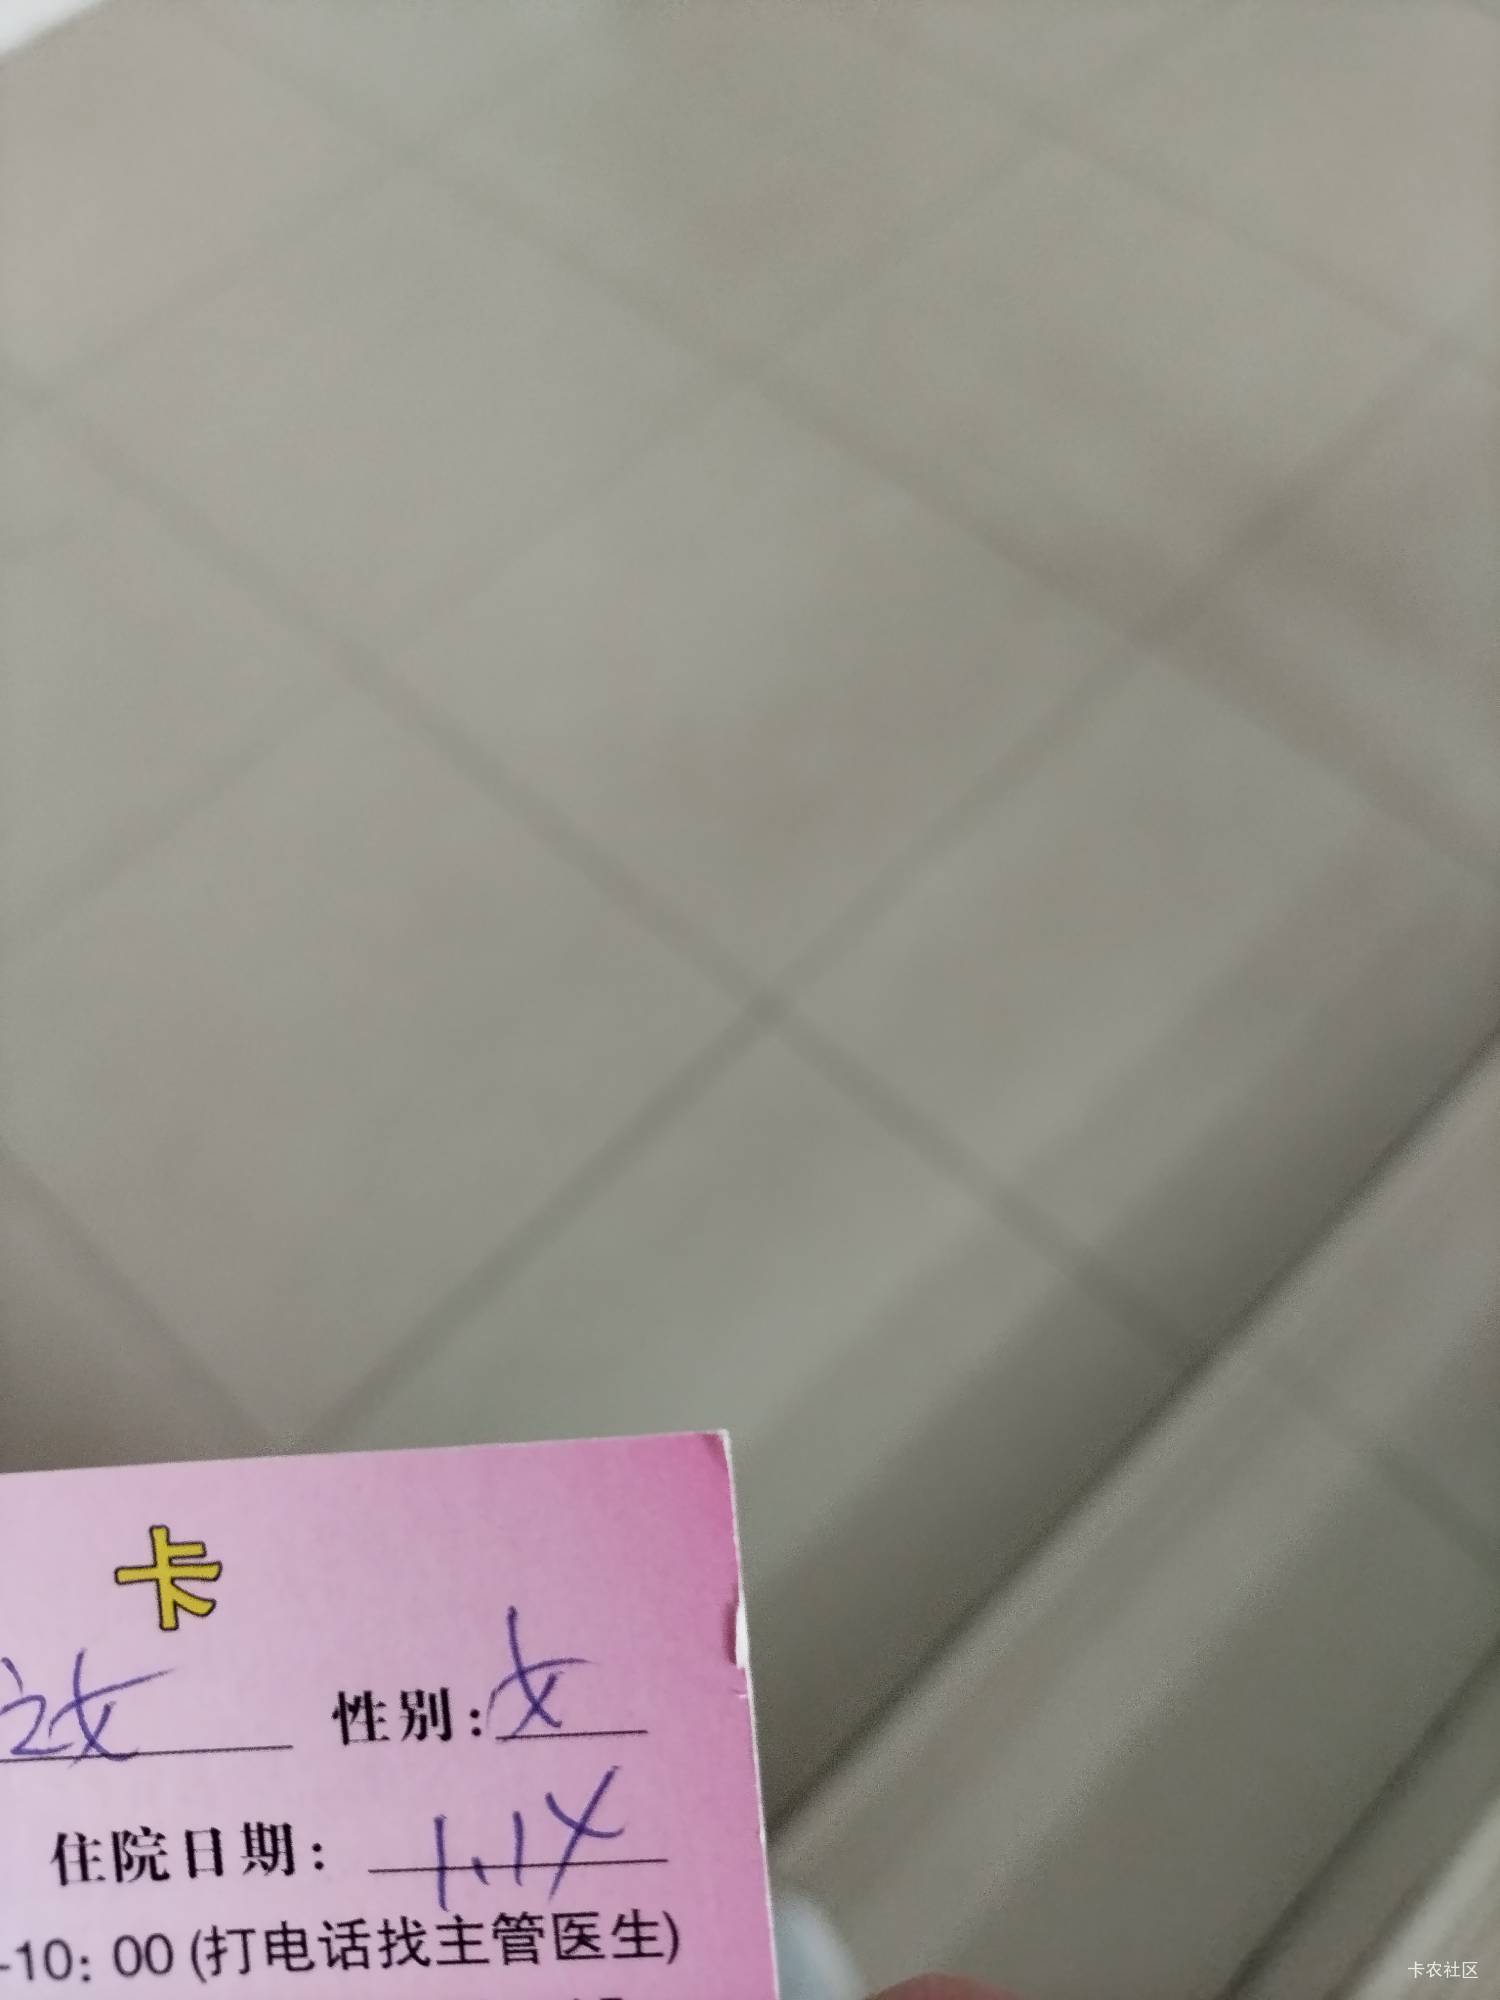 卡
性别：女
住院日期：1.14
-10：00(打电话找主管医生)
卡农社区